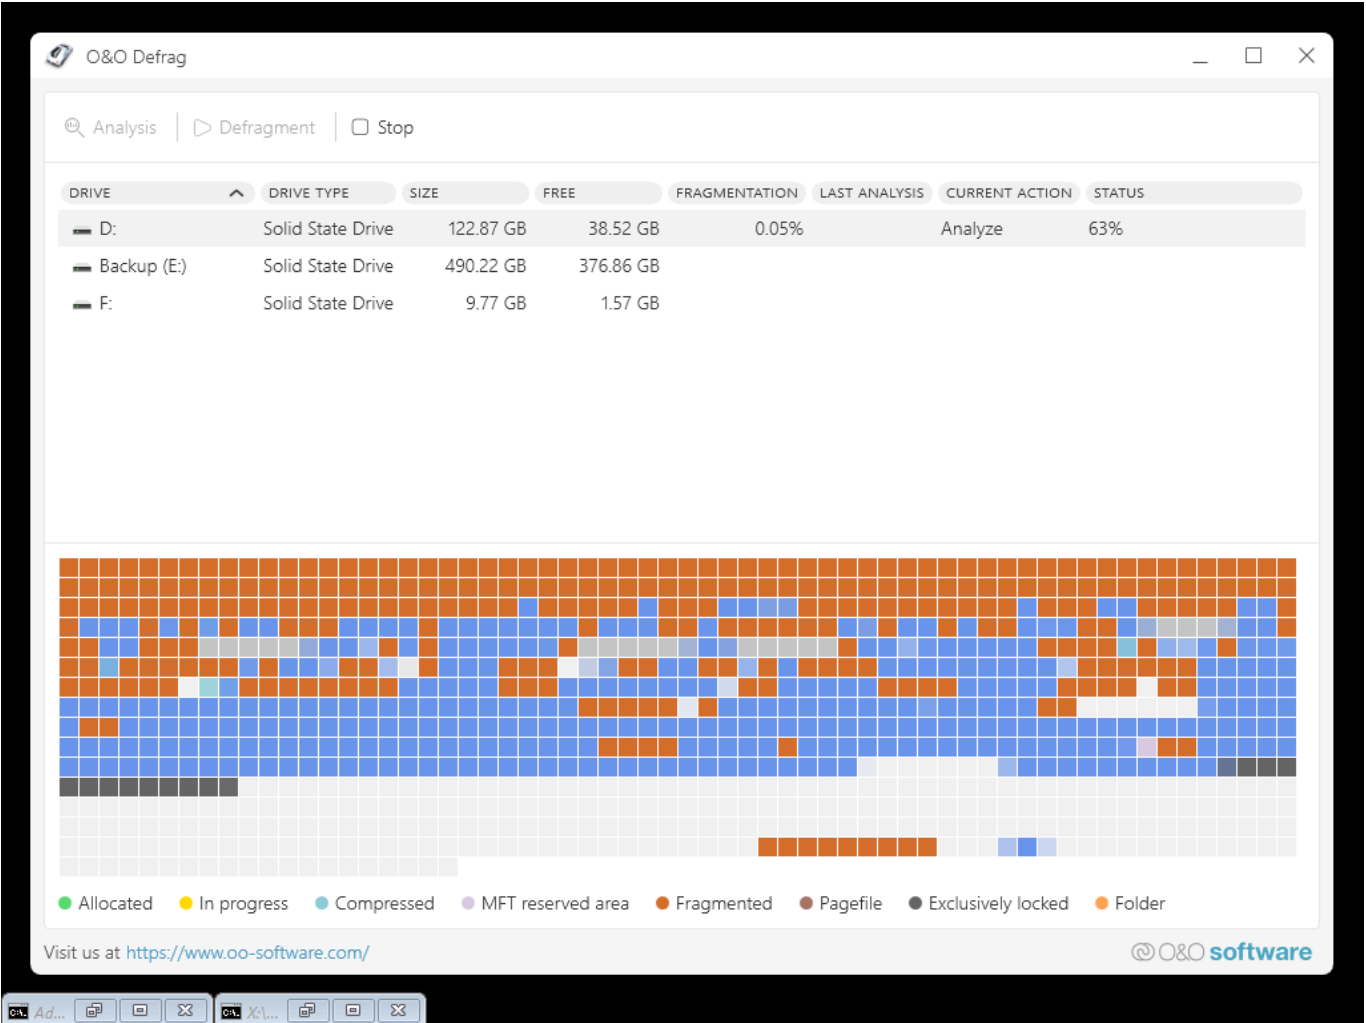 O&O Defrag
Analysis Defragment Stop
DRIVE DRIVE TYPE SIZE FREE FRAGMENTATION LAST ANALYSIS CURRENT ACTION STATUS
D: Solid State Drive 122.87 GB 38.52 GB 0.05% Analyze 63%
Backup (E:) Solid State Drive 490.22 GB 376.86 GB
F: Solid State Drive 9.77 GB 1.57 GB
Allocated In progress Compressed MFT reserved area Fragmented Pagefile Exclusively locked Folder
Visit us at https://www.oo-software.com/ O&O software
Ad... X:\...